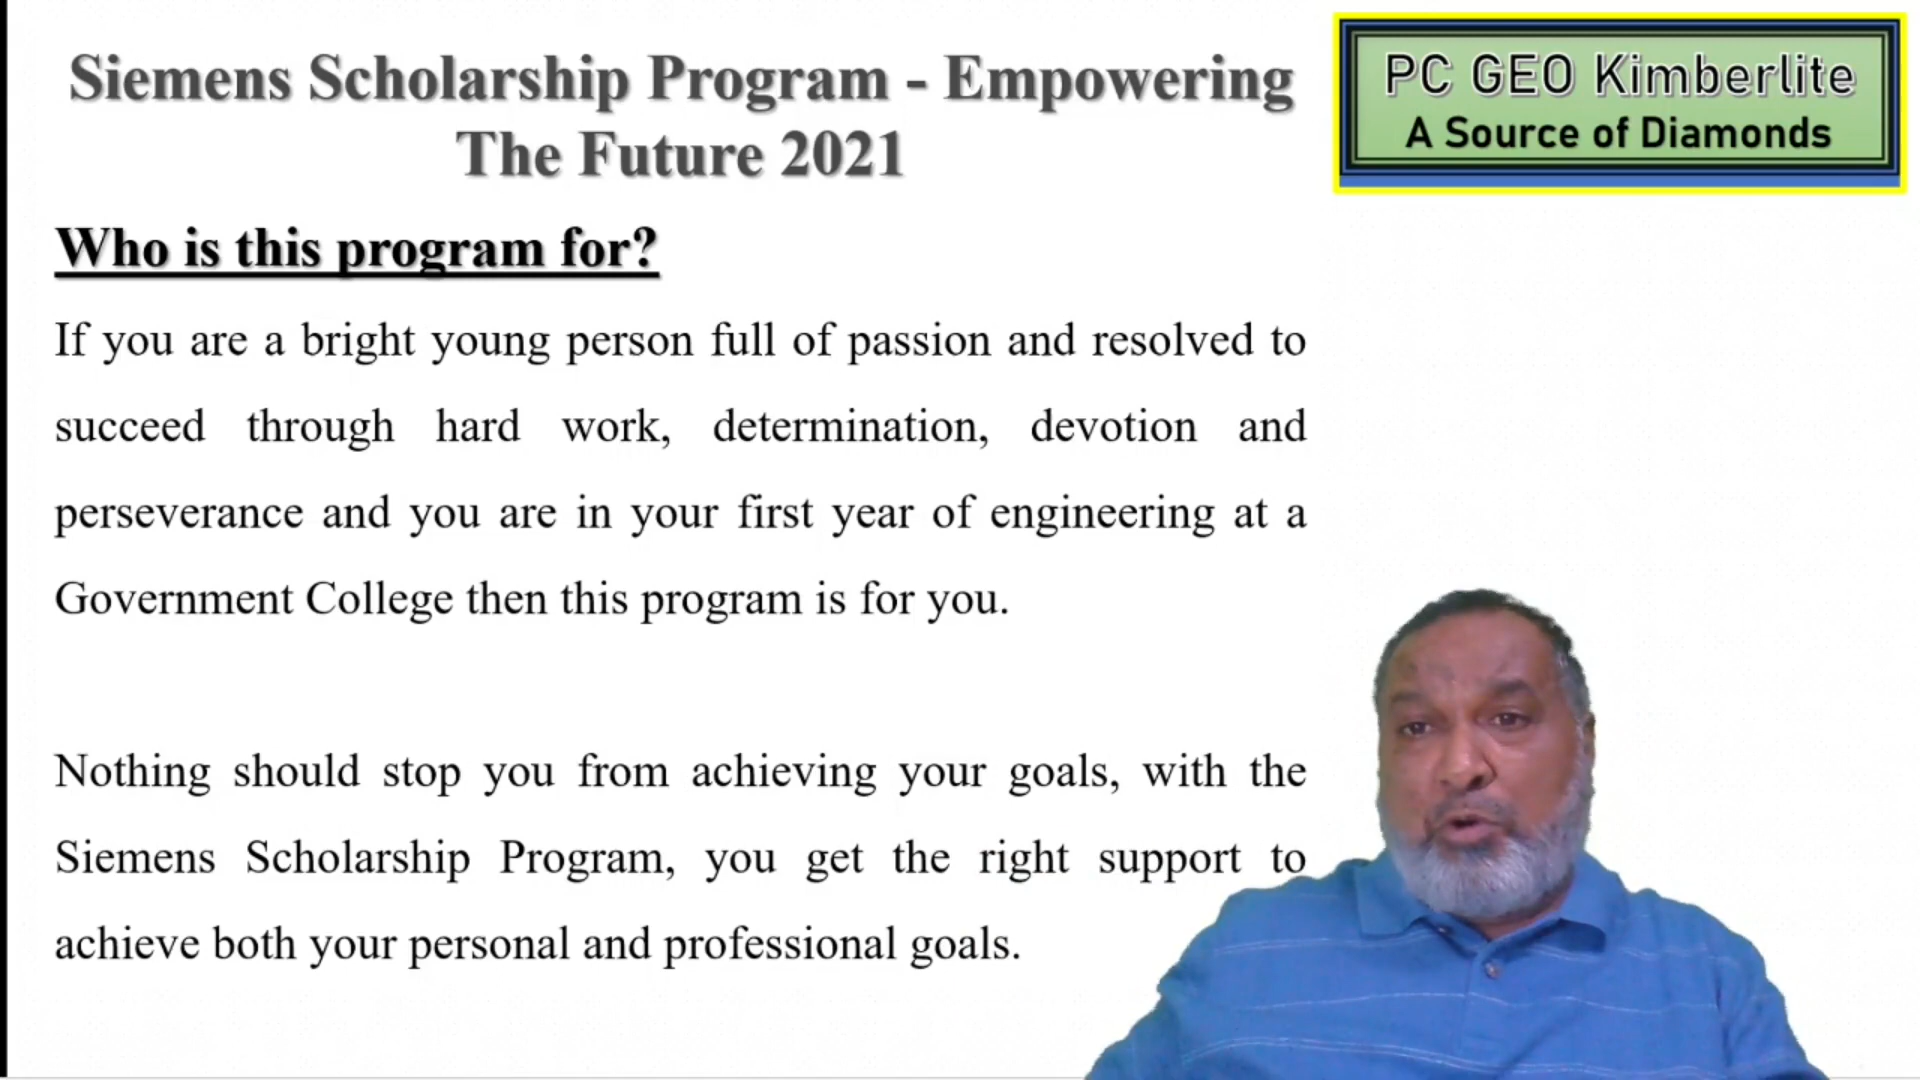 Siemens Scholarship Program - Empowering
The Future 2021
PC GEO Kimberlite
A Source of Diamonds
Who is this program for?
If you are a bright young person full of passion and resolved to
succeed through hard work, determination, devotion and
perseverance and you are in your first year of engineering at a
Government College then this program is for you.
Nothing should stop you from achieving your goals, with the
Siemens Scholarship Program, you get the right support to
achieve both your personal and professional goals.